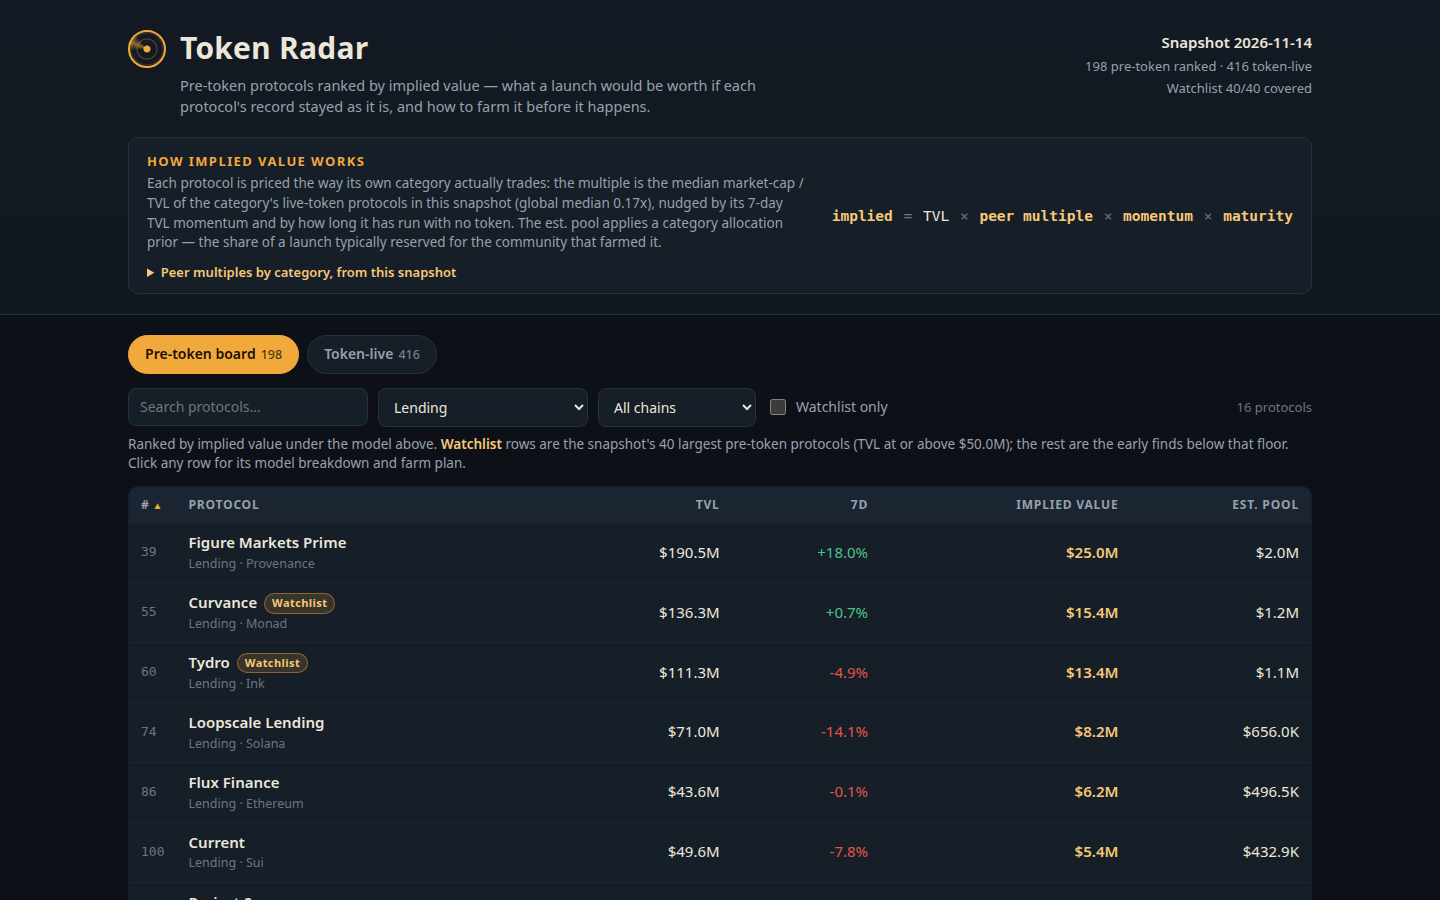 Token Radar
Pre-token protocols ranked by implied value — what a launch would be worth if each
protocol's record stayed as it is, and how to farm it before it happens.
Snapshot 2026-11-14
198 pre-token ranked · 416 token-live
Watchlist 40/40 covered
HOW IMPLIED VALUE WORKS
Each protocol is priced the way its own category actually trades: the multiple is the median market-cap /
TVL of the category's live-token protocols in this snapshot (global median 0.17x), nudged by its 7-day
TVL momentum and by how long it has run with no token. The est. pool applies a category allocation
prior — the share of a launch typically reserved for the community that farmed it.
implied = TVL × peer multiple × momentum × maturity
▶ Peer multiples by category, from this snapshot
Pre-token board 198 Token-live 416
Search protocols... Lending All chains Watchlist only 16 protocols
Ranked by implied value under the model above. Watchlist rows are the snapshot's 40 largest pre-token protocols (TVL at or above $50.0M); the rest are the early finds below that floor.
Click any row for its model breakdown and farm plan.
# ▲ PROTOCOL TVL 7D IMPLIED VALUE EST. POOL
39 Figure Markets Prime $190.5M +18.0% $25.0M $2.0M
Lending · Provenance
55 Curvance Watchlist $136.3M +0.7% $15.4M $1.2M
Lending · Monad
60 Tydro Watchlist $111.3M -4.9% $13.4M $1.1M
Lending · Ink
74 Loopscale Lending $71.0M -14.1% $8.2M $656.0K
Lending · Solana
86 Flux Finance $43.6M -0.1% $6.2M $496.5K
Lending · Ethereum
100 Current $49.6M -7.8% $5.4M $432.9K
Lending · Sui